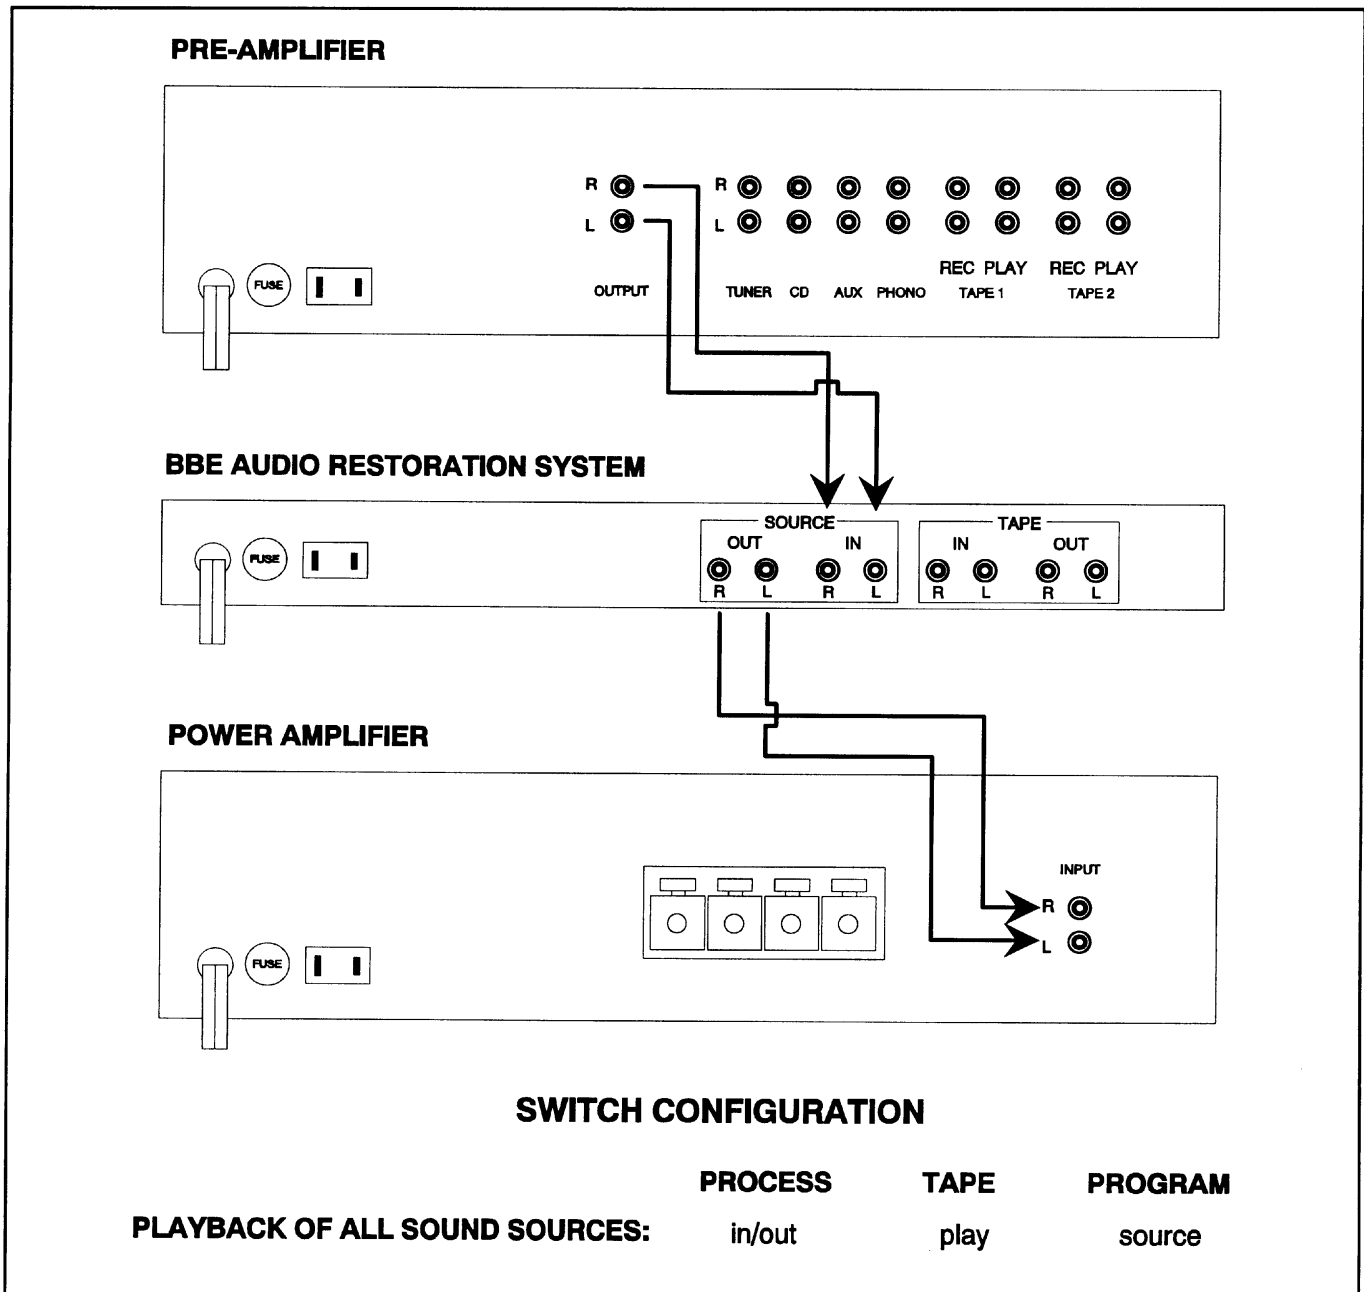 PRE-AMPLIFIER
R R
L L
REC PLAY REC PLAY
FUSE OUTPUT TUNER CD AUX PHONO TAPE 1 TAPE 2
BBE AUDIO RESTORATION SYSTEM
SOURCE TAPE
OUT IN IN OUT
FUSE
R L R L R L R L
POWER AMPLIFIER
INPUT
R
L
FUSE
SWITCH CONFIGURATION
PROCESS TAPE PROGRAM
PLAYBACK OF ALL SOUND SOURCES: in/out play source